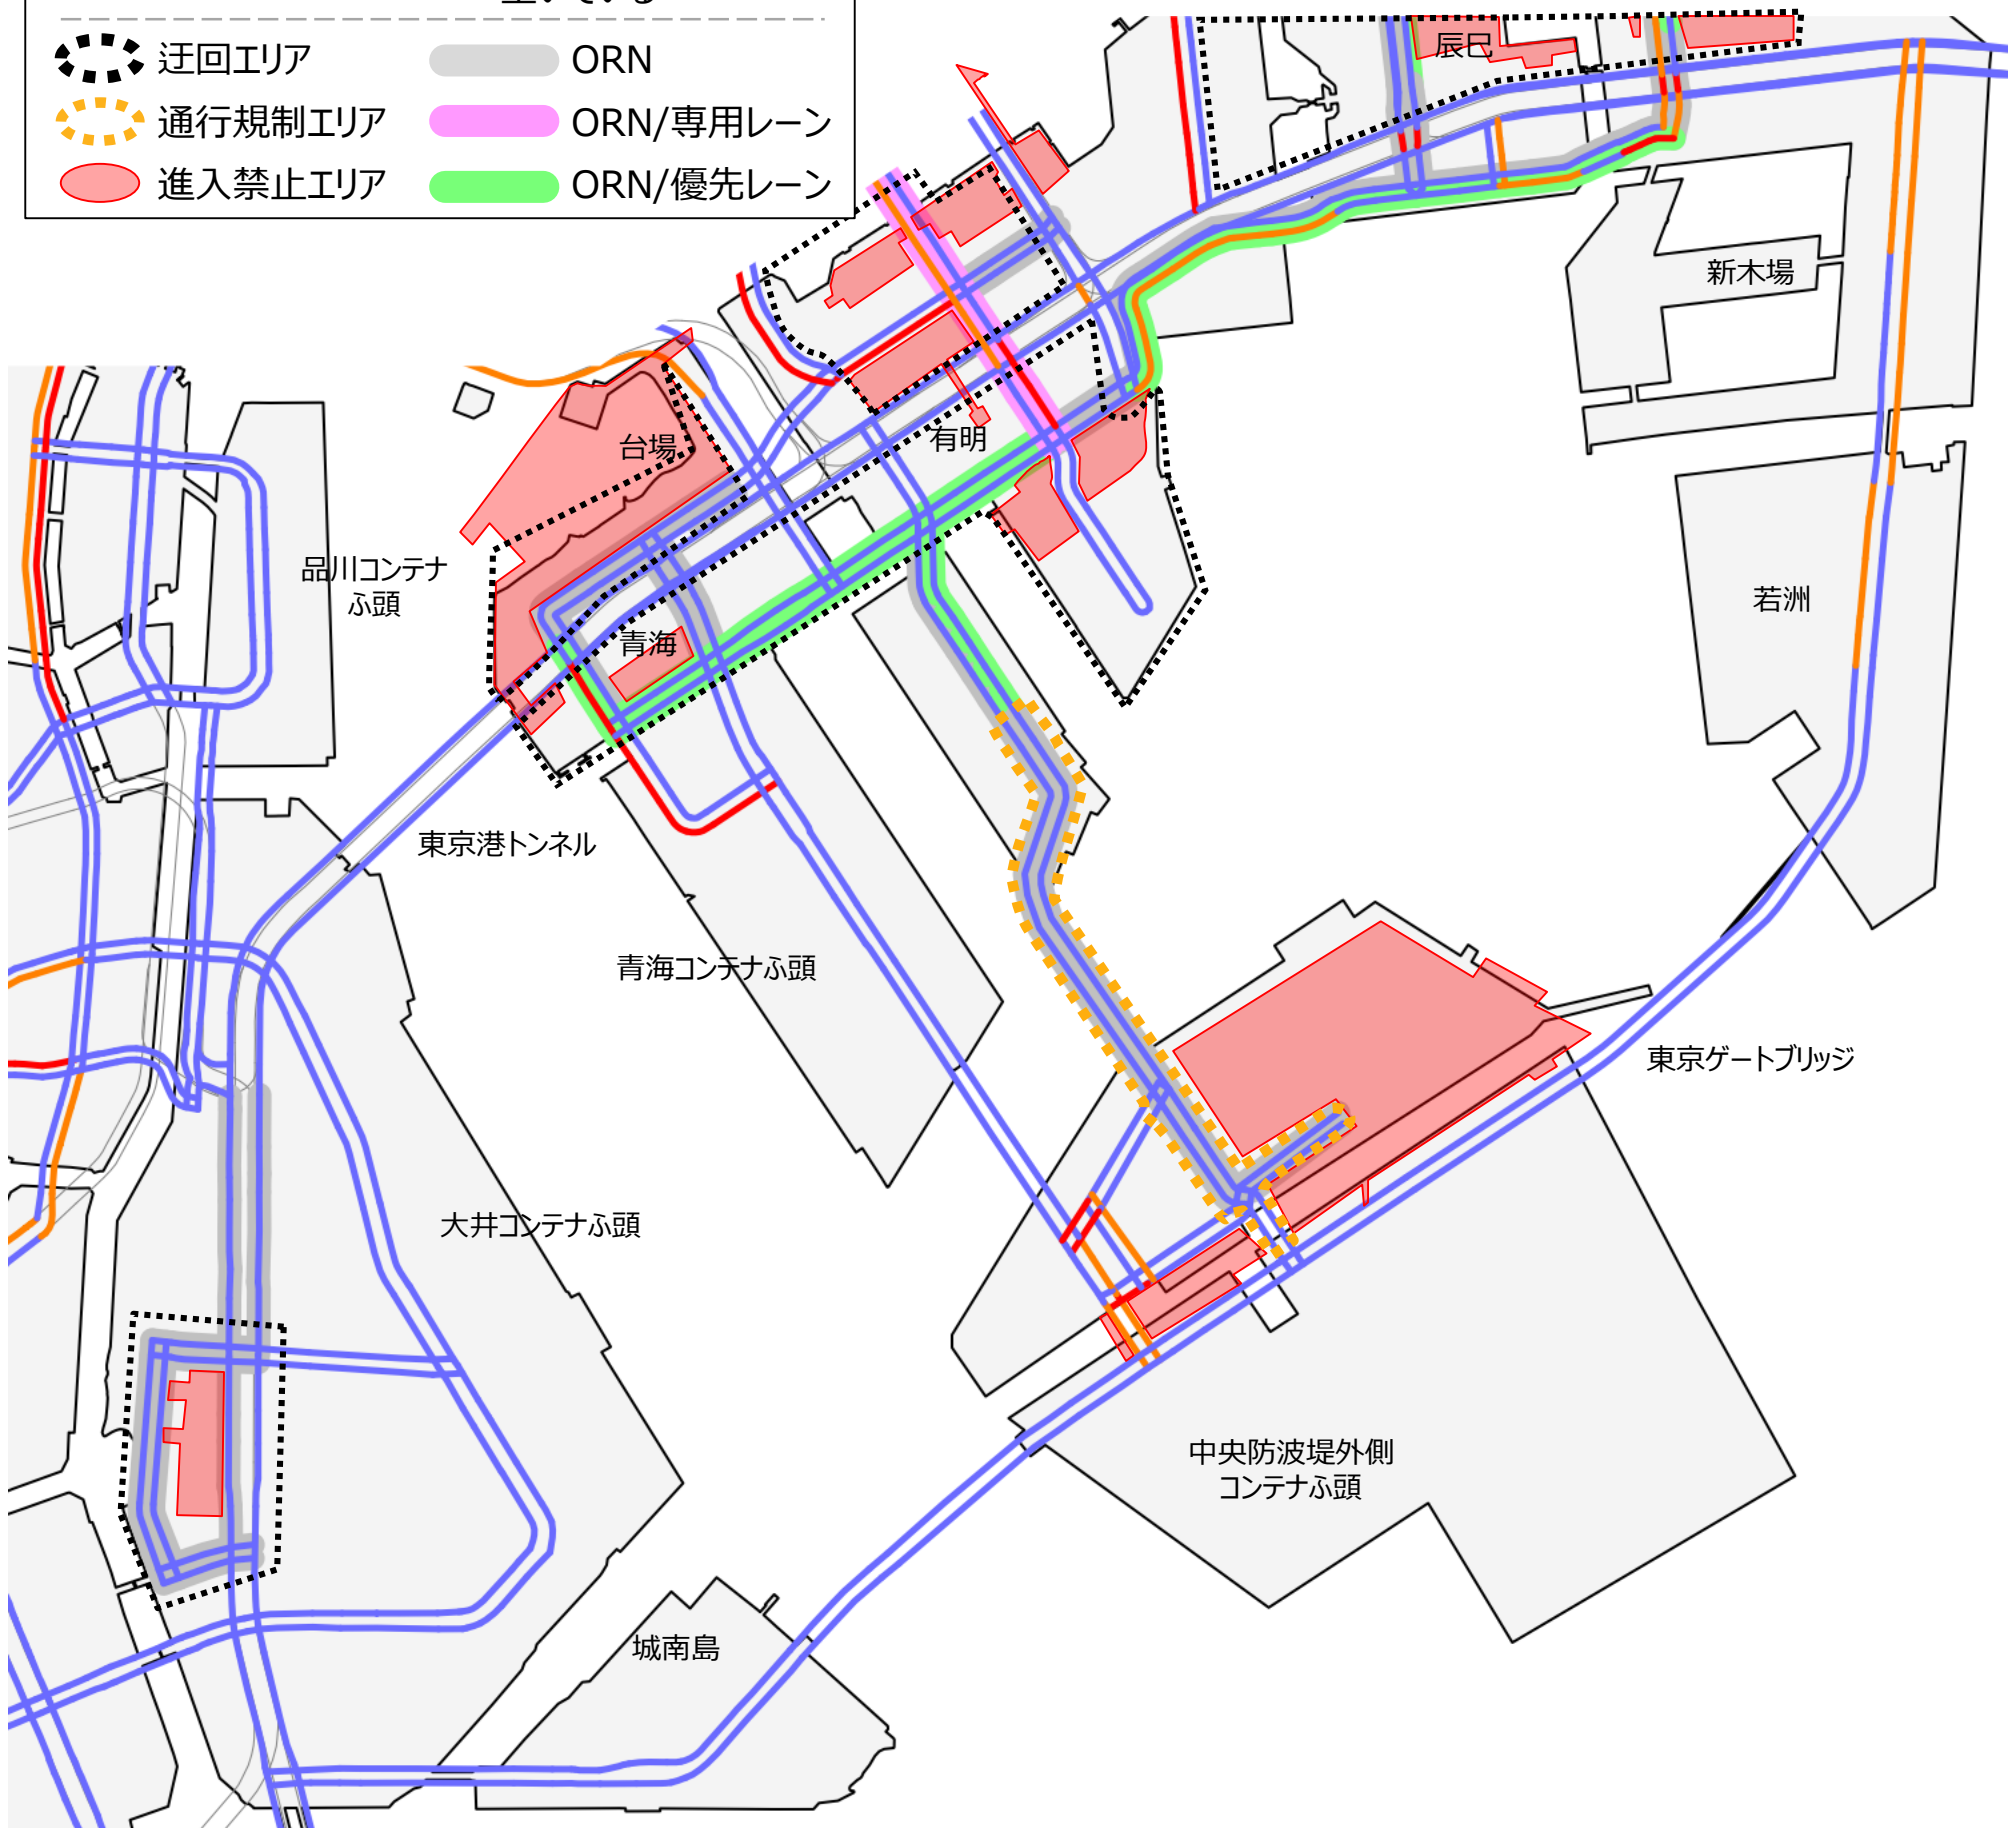 空いている
迂回エリア
ORN
通行規制エリア
ORN/専用レーン
進入禁止エリア
ORN/優先レーン
辰巳
新木場
有明
台場
品川コンテナ
ふ頭
若洲
青海
東京港トンネル
青海コンテナふ頭
東京ゲートブリッジ
大井コンテナふ頭
中央防波堤外側
コンテナふ頭
城南島